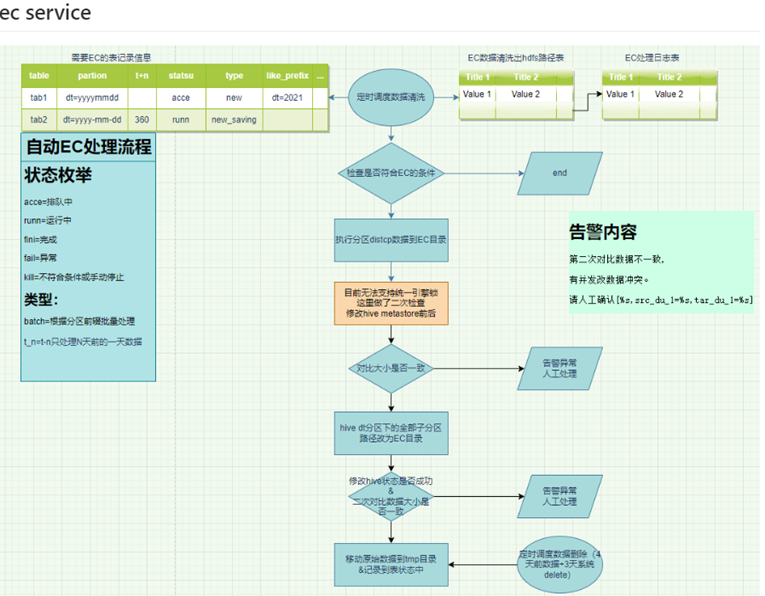 ec service
需要EC的表记录信息
table partion t+n statsu type like_prefix ...
tab1 dt=yyyymmdd acce new dt=2021
tab2 dt=yyyy-mm-dd 360 runn new_saving
定时调度数据清洗
EC数据清洗出hdfs路径表
Title 1 Title 2
Value 1 Value 2
EC处理日志表
Title 1 Title 2
Value 1 Value 2
自动EC处理流程
状态枚举
acce=排队中
runn=运行中
fini=完成
fail=异常
kill=不符合条件或手动停止
类型:
batch=根据分区前缀批量处理
t_n=t-n只处理N天前的一天数据
检查是否符合EC的条件
end
执行分区distcp数据到EC目录
目前无法支持统一引擎锁
这里做了二次检查
修改hive metastore前后
告警内容
第二次对比数据不一致,
有并发改数据冲突。
请人工确认[%s,src_du_1=%s,tar_du_1=%s]
对比大小是否一致
告警异常
人工处理
hive dt分区下的全部子分区
路径改为EC目录
修改hive状态是否成功
&
二次对比数据大小是
否一致
告警异常
人工处理
移动原始数据到tmp目录
&记录到表状态中
定时调度数据删除（4
天前数据+3天系统
delete）